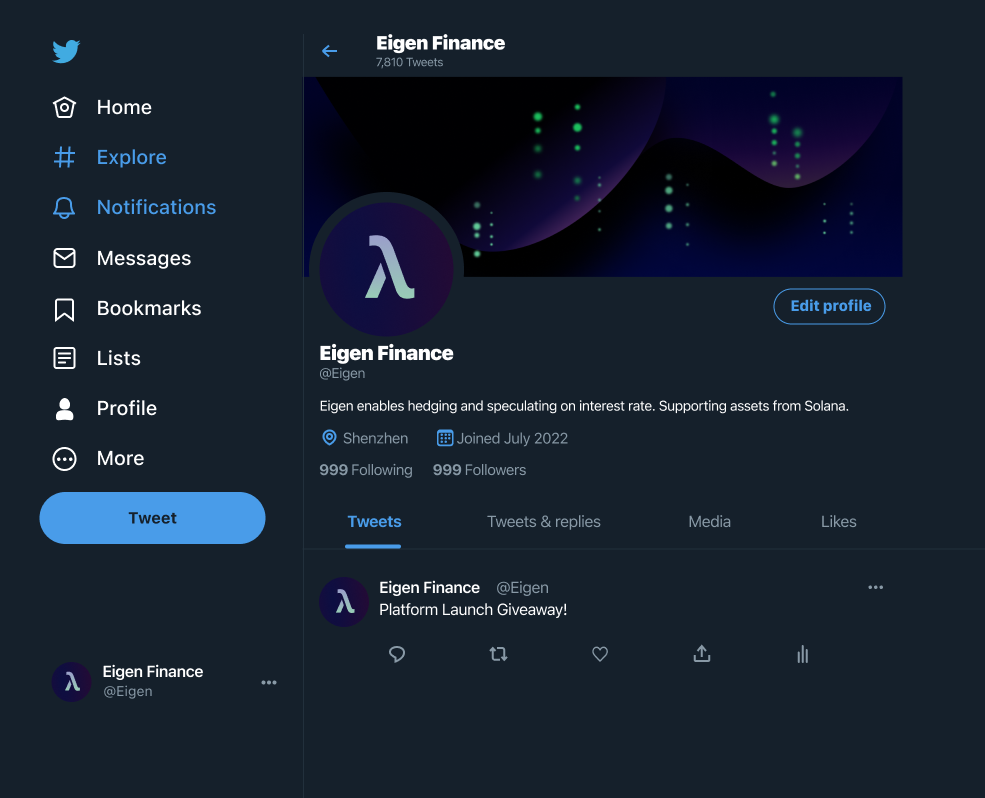 Home
Explore
Notifications
Messages
Bookmarks
Lists
Profile
More
Tweet
Eigen Finance
@Eigen
Eigen Finance
7,810 Tweets
λ
Edit profile
Eigen Finance
@Eigen
Eigen enables hedging and speculating on interest rate. Supporting assets from Solana.
Shenzhen Joined July 2022
999 Following 999 Followers
Tweets Tweets & replies Media Likes
λ
Eigen Finance @Eigen
Platform Launch Giveaway!
λ